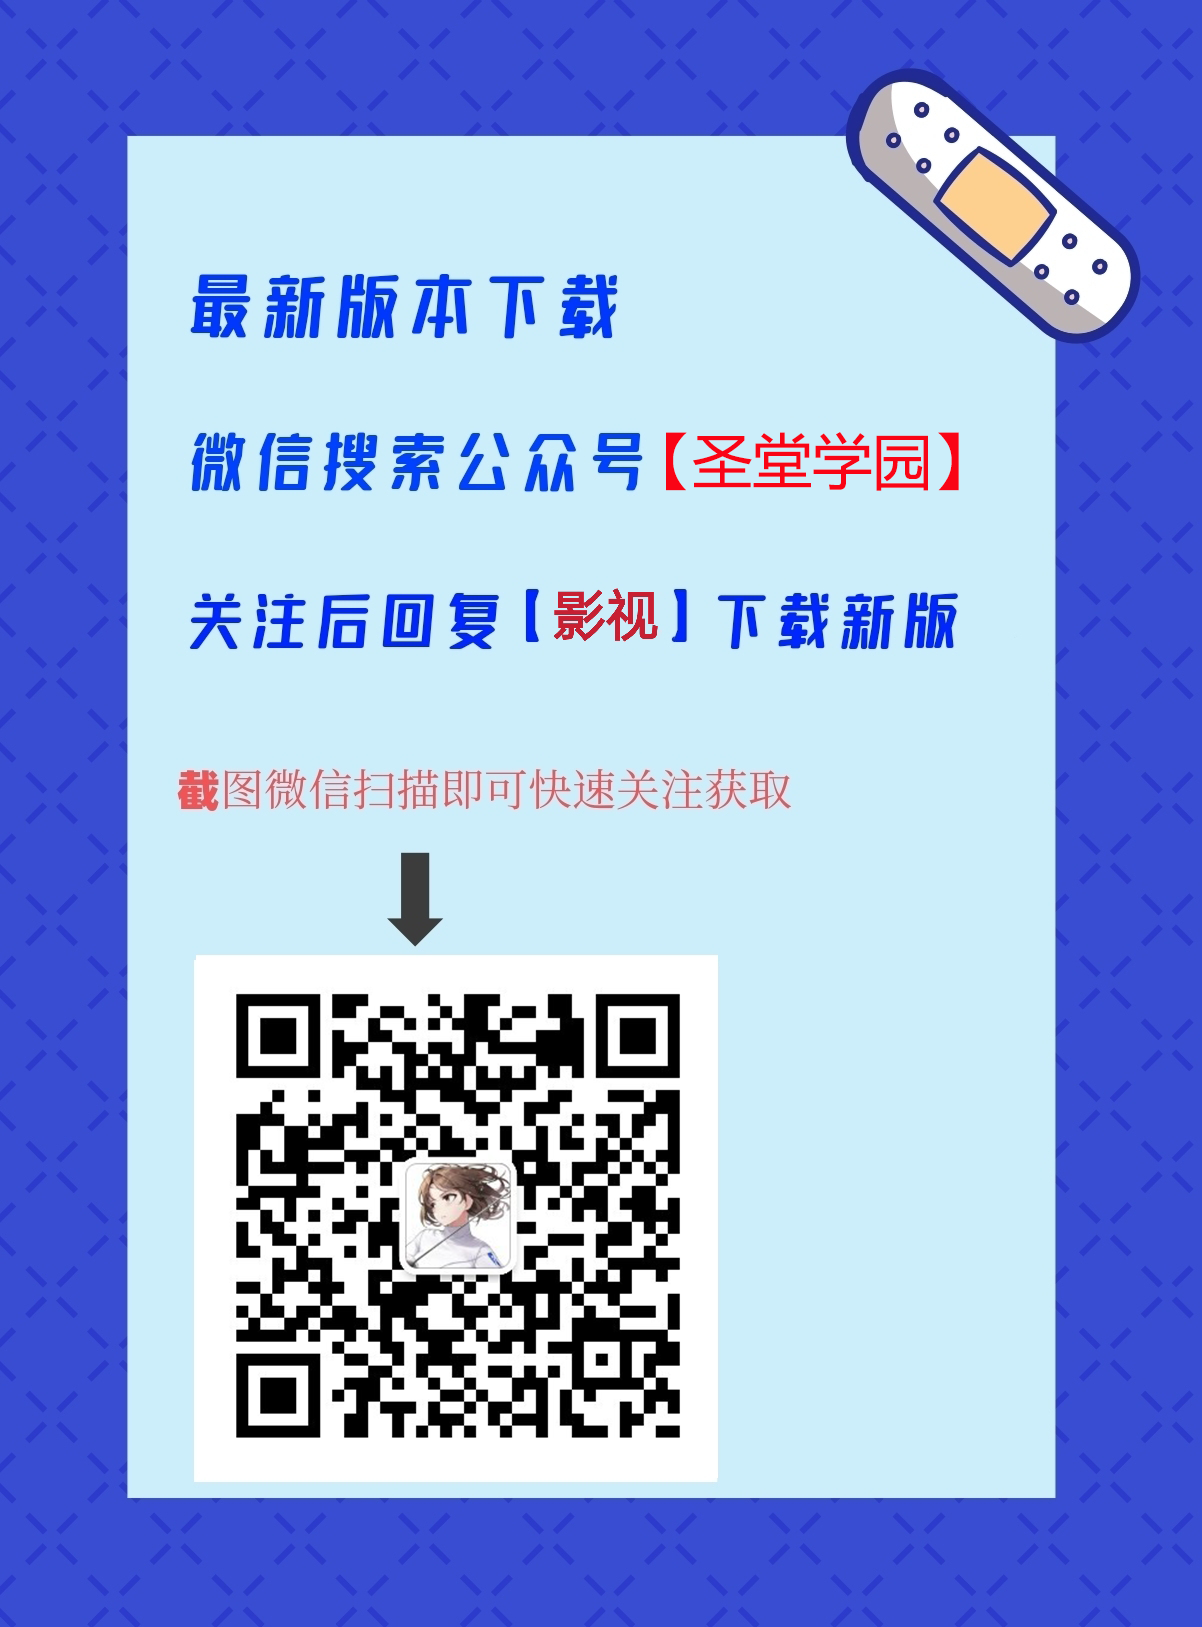 最新版本下载
微信搜索公众号【圣堂学园】
关注后回复【影视】下载新版
截图微信扫描即可快速关注获取